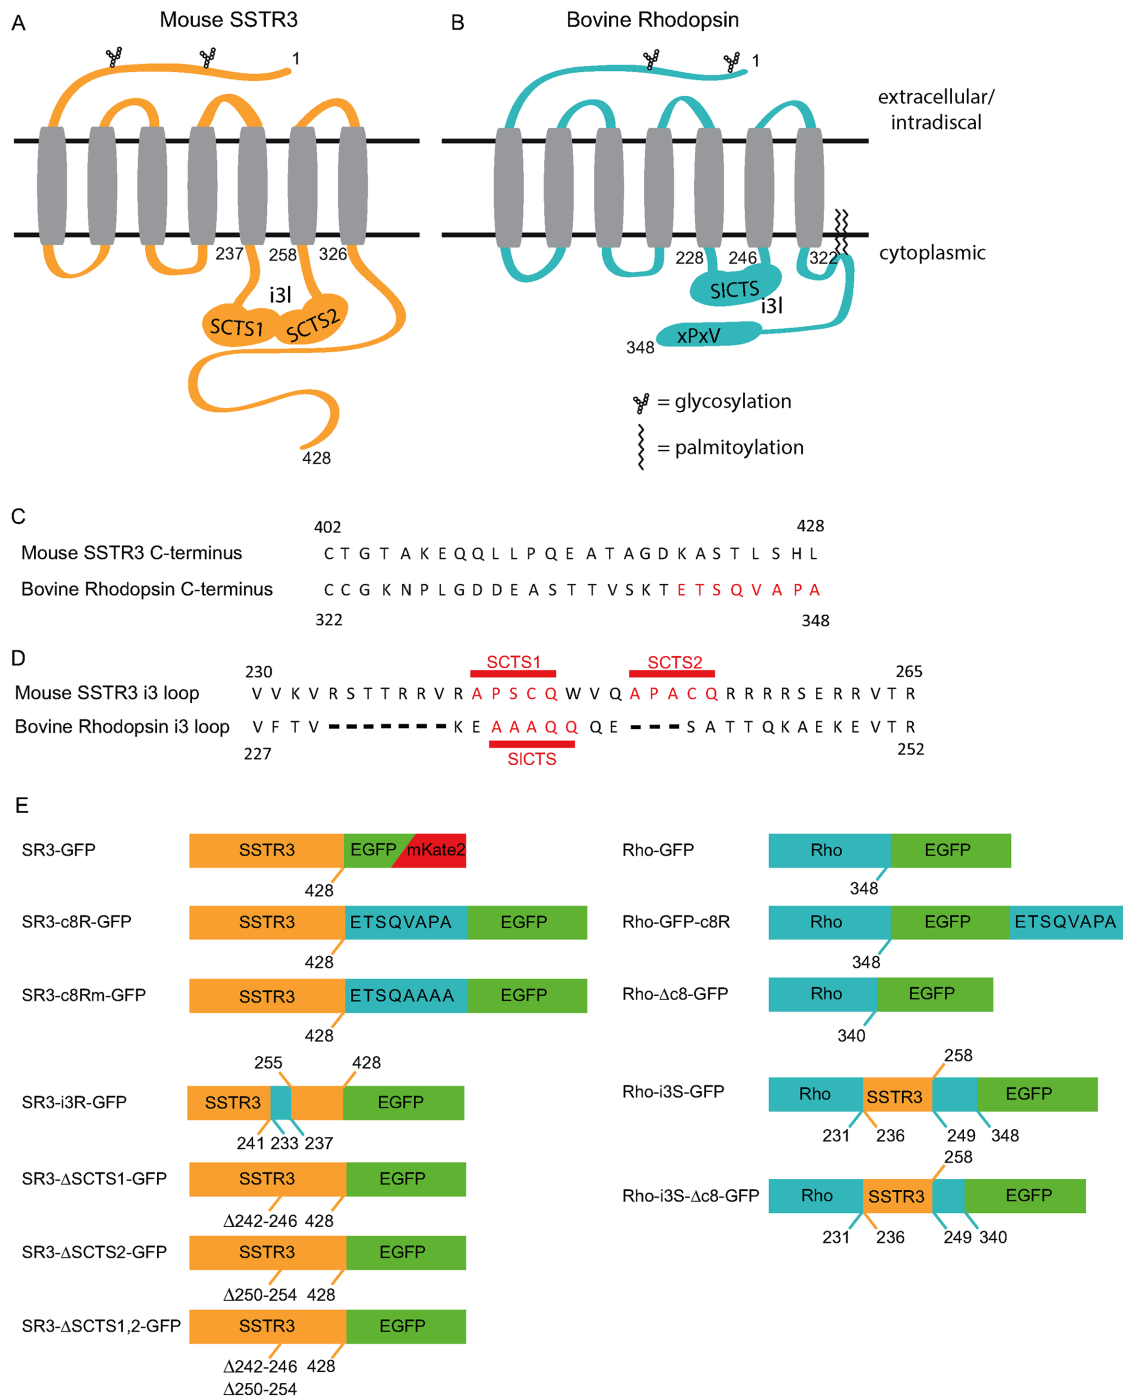 A
Mouse SSTR3
B
Bovine Rhodopsin
1
1
extracellular/
intradiscal
237
258
326
228
246
322
cytoplasmic
i3l
SCTS1
SCTS2
SlCTS
i3l
xPxV
348
= glycosylation
= palmitoylation
428
C
402
428
Mouse SSTR3 C-terminus
C T G T A K E Q Q L L P Q E A T A G D K A S T L S H L
Bovine Rhodopsin C-terminus
C C G K N P L G D D E A S T T V S K T E T S Q V A P A
322
348
D
SCTS1
SCTS2
230
265
Mouse SSTR3 i3 loop
V V K V R S T T R R V R A P S C Q W V Q A P A C Q R R R R S E R R V T R
Bovine Rhodopsin i3 loop
V F T V - - - - - - - K E A A A Q Q Q E - - - S A T T Q K A E K E V T R
227
252
SlCTS
E
SR3-GFP
SSTR3
EGFP
mKate2
428
Rho-GFP
Rho
EGFP
348
SR3-c8R-GFP
SSTR3
ETSQVAPA
EGFP
428
Rho-GFP-c8R
Rho
EGFP
ETSQVAPA
348
SR3-c8Rm-GFP
SSTR3
ETSQAAAA
EGFP
428
Rho-Δc8-GFP
Rho
EGFP
340
255
428
SR3-i3R-GFP
SSTR3
EGFP
241
233
237
258
Rho-i3S-GFP
Rho
SSTR3
EGFP
231
236
249
348
SR3-ΔSCTS1-GFP
SSTR3
EGFP
Δ242-246
428
258
Rho-i3S-Δc8-GFP
Rho
SSTR3
EGFP
231
236
249
340
SR3-ΔSCTS2-GFP
SSTR3
EGFP
Δ250-254
428
SR3-ΔSCTS1,2-GFP
SSTR3
EGFP
Δ242-246
428
Δ250-254